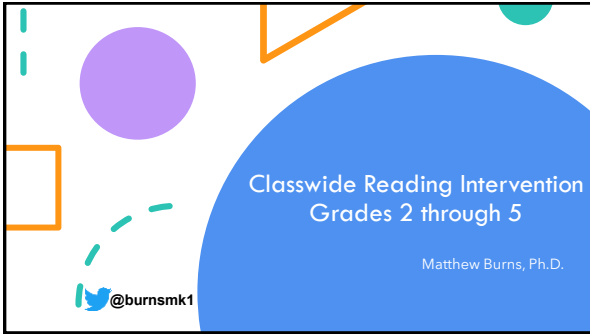 Classwide Reading Intervention
Grades 2 through 5
Matthew Burns, Ph.D.
@burnsmk1